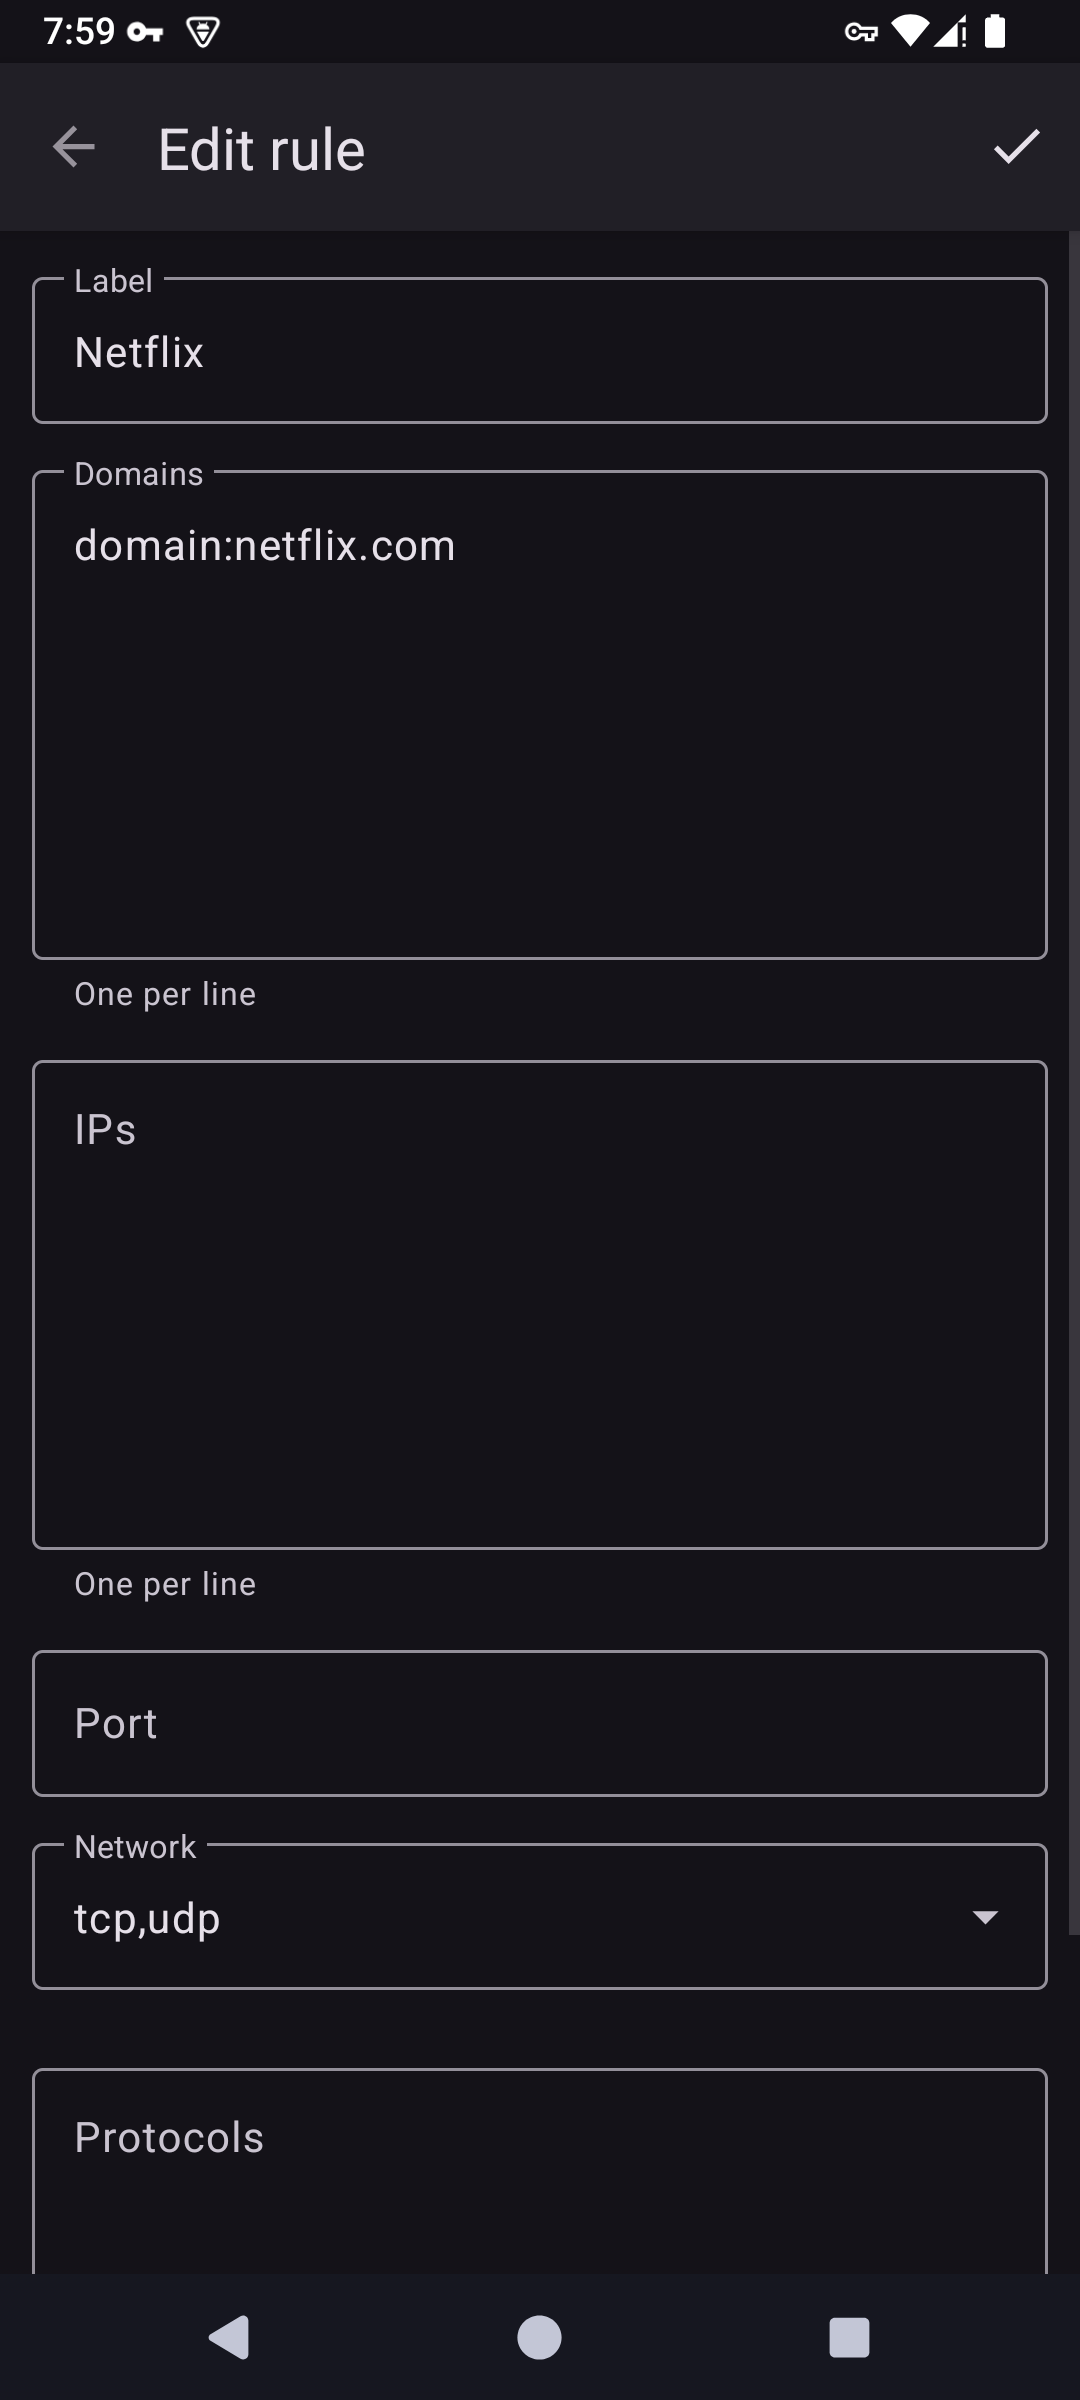 7:59
Edit rule
Label
Netflix
Domains
domain:netflix.com
One per line
IPs
One per line
Port
Network
tcp,udp
Protocols